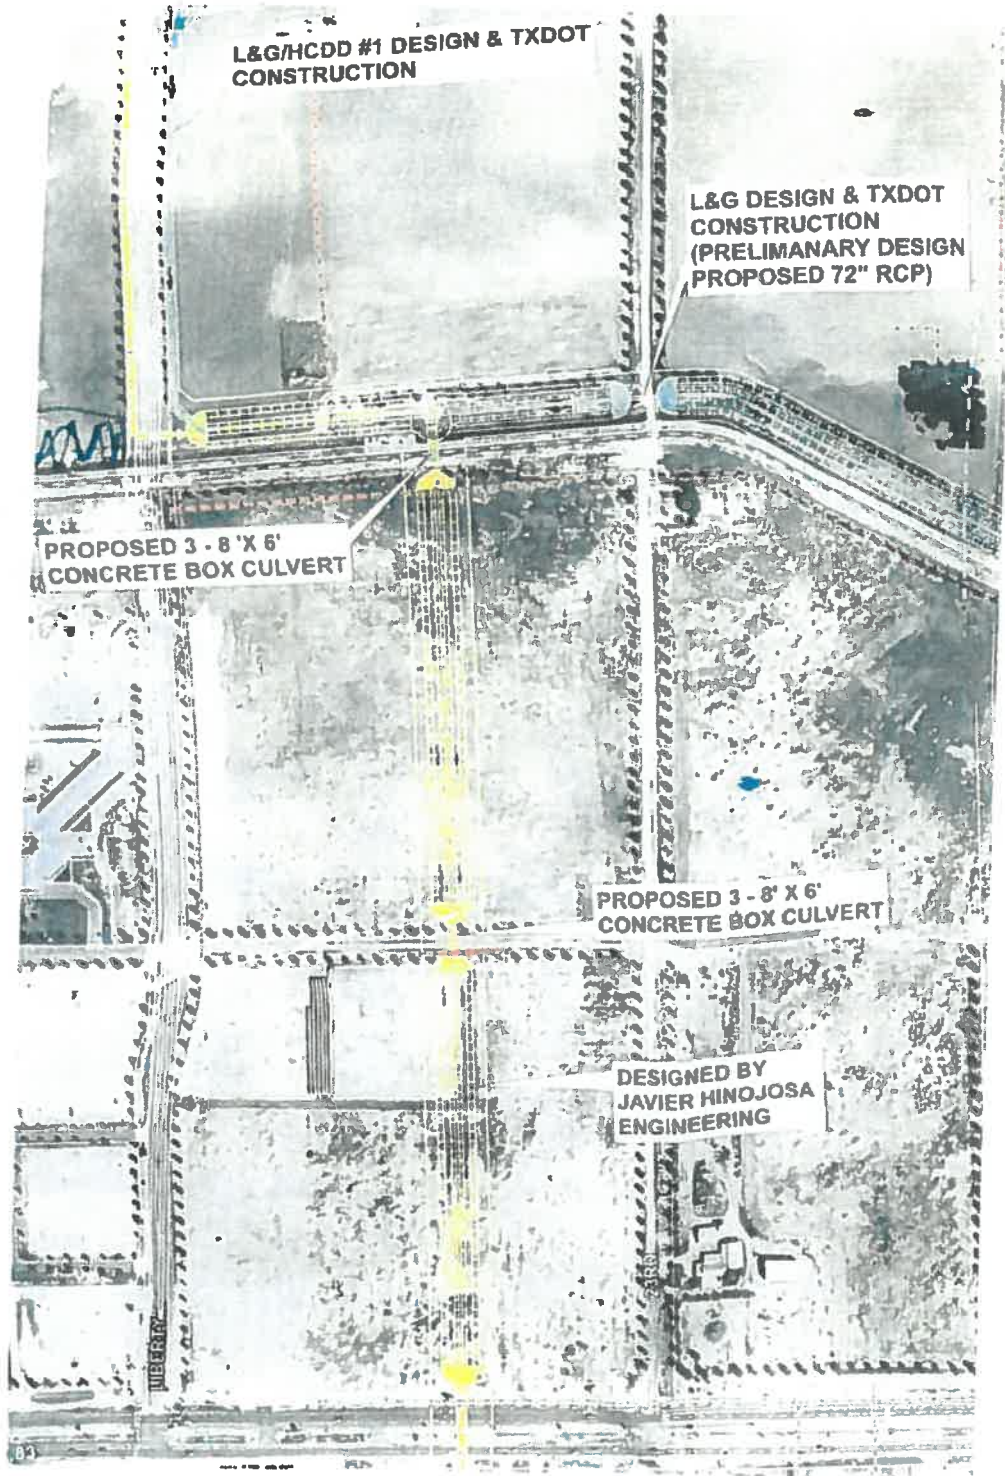 L&G/HCDD #1 DESIGN & TXDOT
CONSTRUCTION
L&G DESIGN & TXDOT
CONSTRUCTION
(PRELIMANARY DESIGN
PROPOSED 72" RCP)
PROPOSED 3 - 8 'X 6'
CONCRETE BOX CULVERT
PROPOSED 3 - 8' X 6'
CONCRETE BOX CULVERT
DESIGNED BY
JAVIER HINOJOSA
ENGINEERING
LIBERTY
83